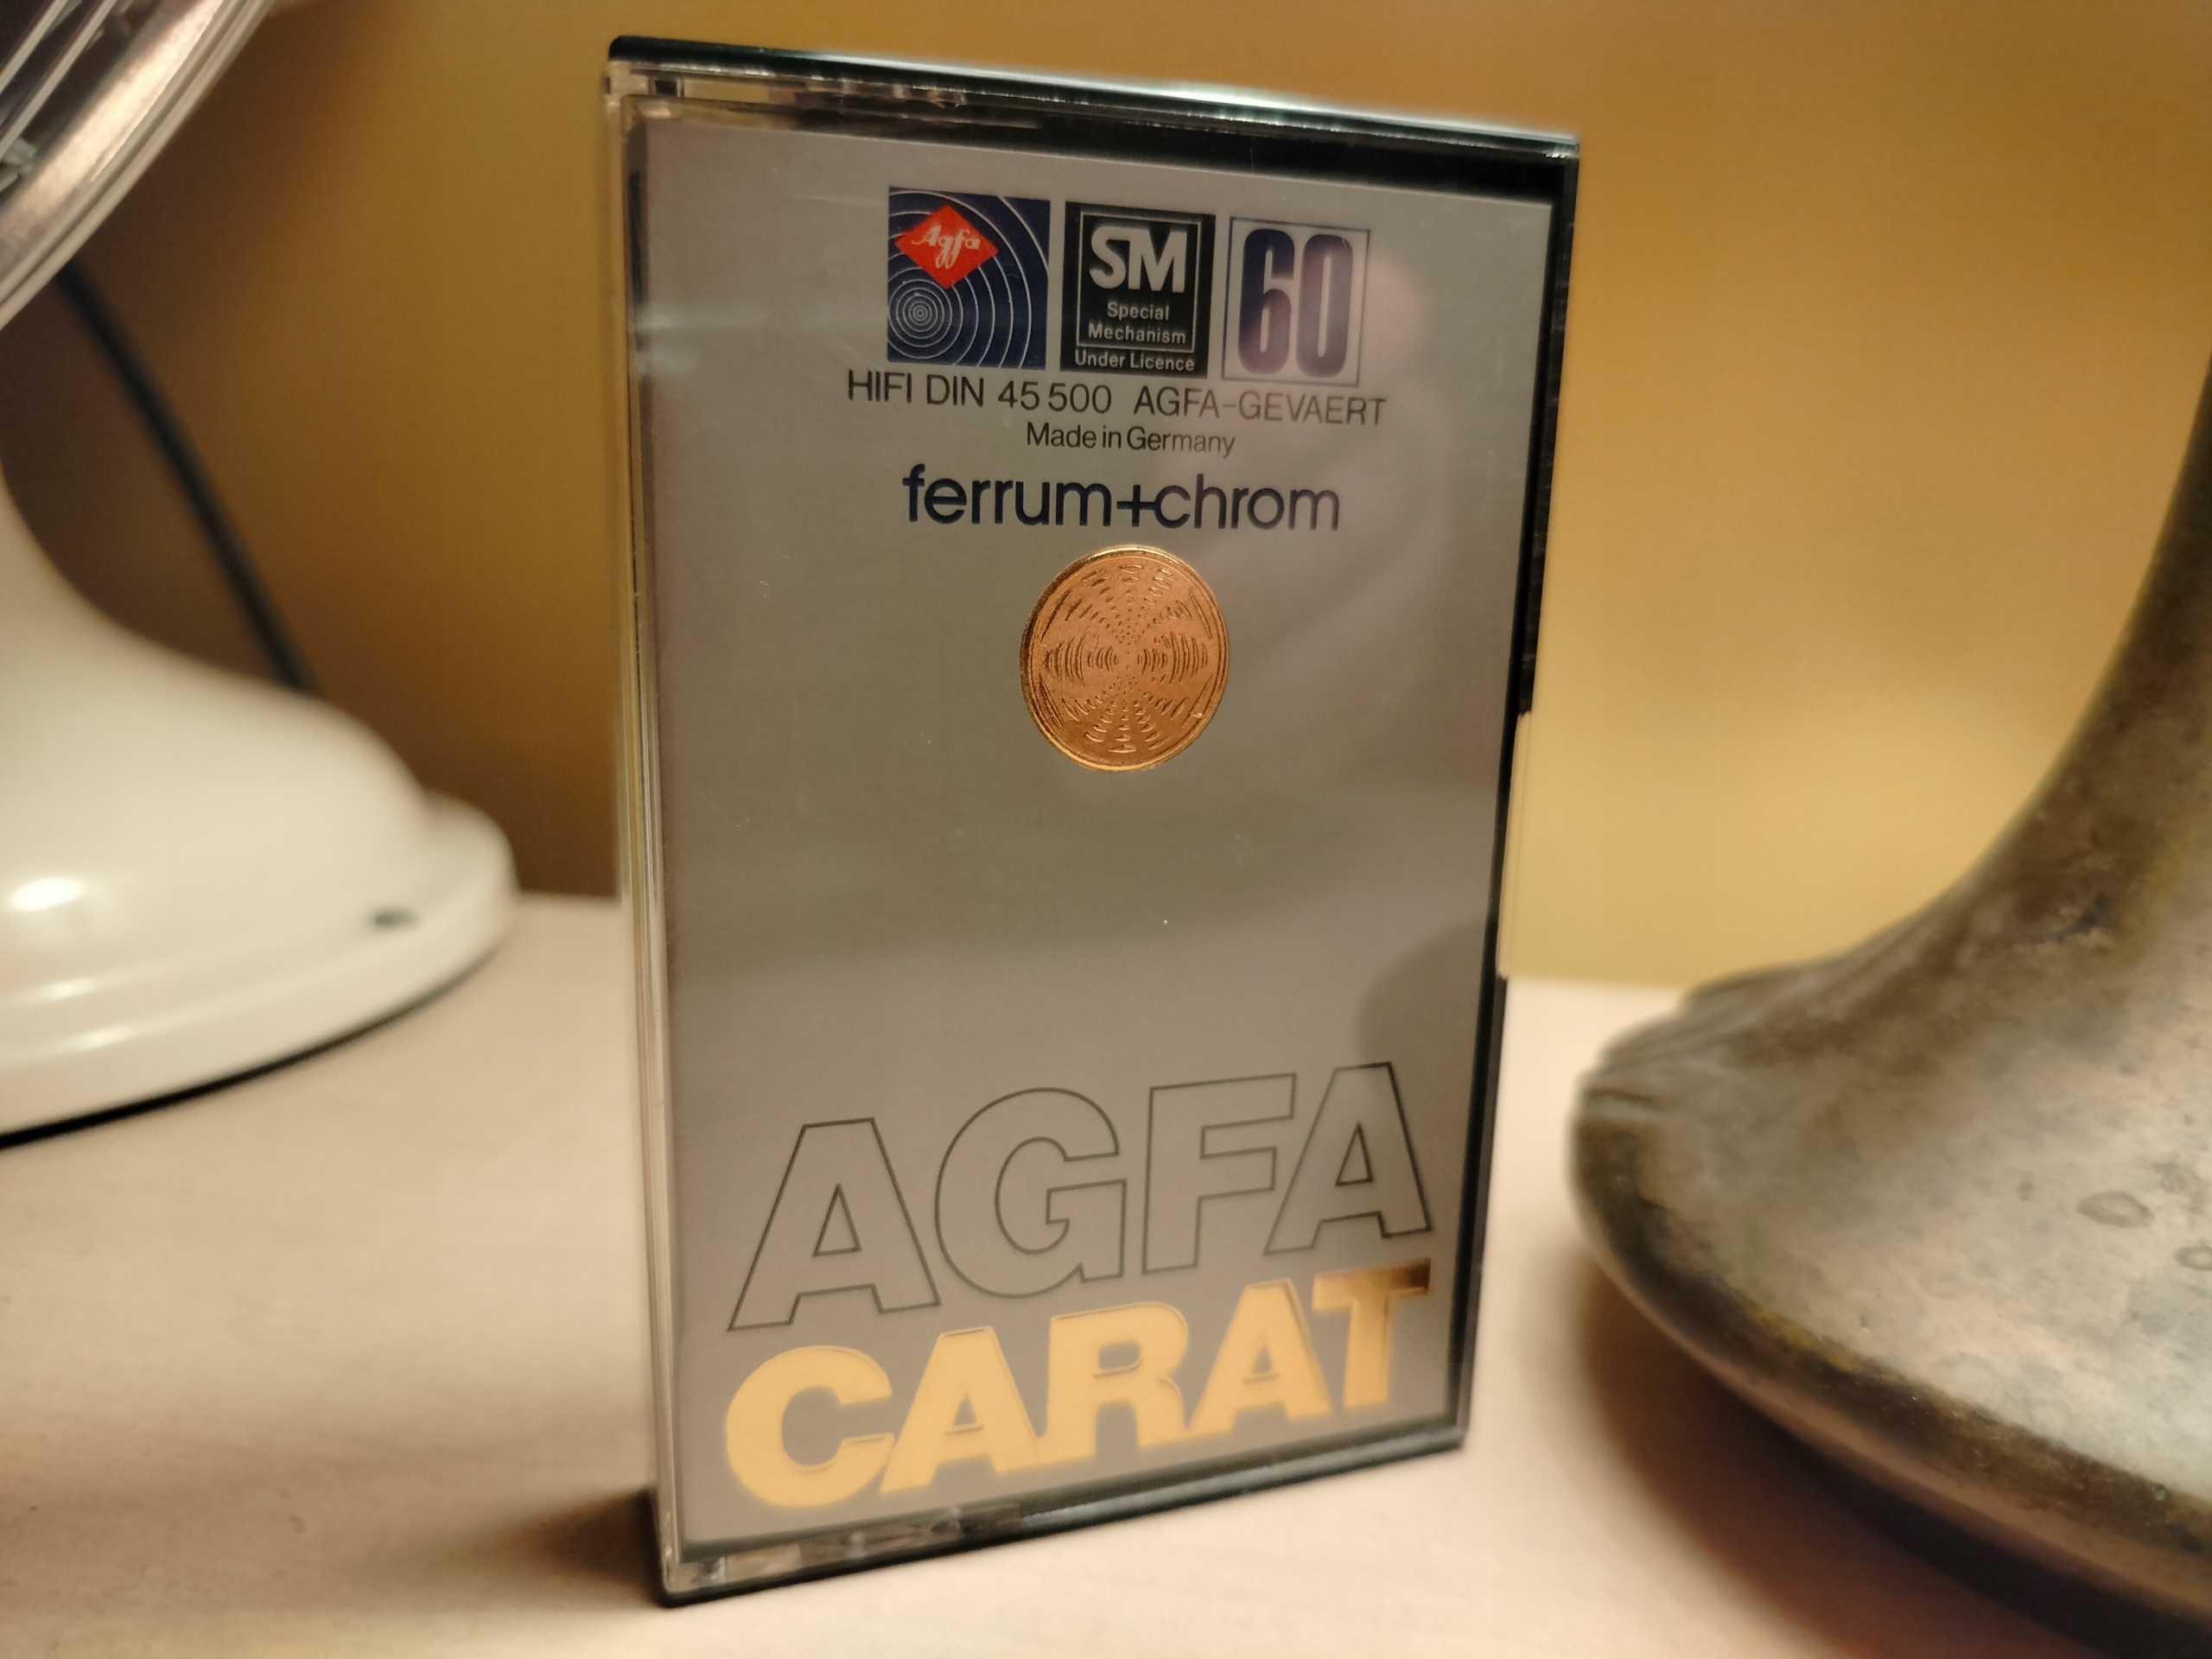 Agfa
SM
Special
Mechanism
Under Licence
60
HIFI DIN 45 500 AGFA-GEVAERT
Made in Germany
ferrum+chrom
AGFA
CARAT